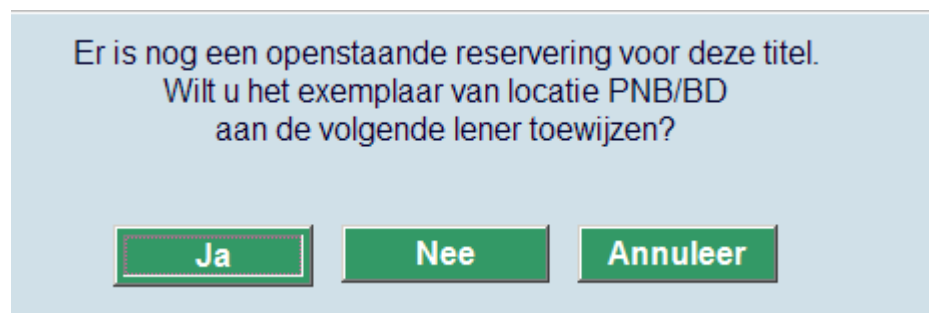 Er is nog een openstaande reservering voor deze titel.
Wilt u het exemplaar van locatie PNB/BD
aan de volgende lener toewijzen?
Ja Nee Annuleer